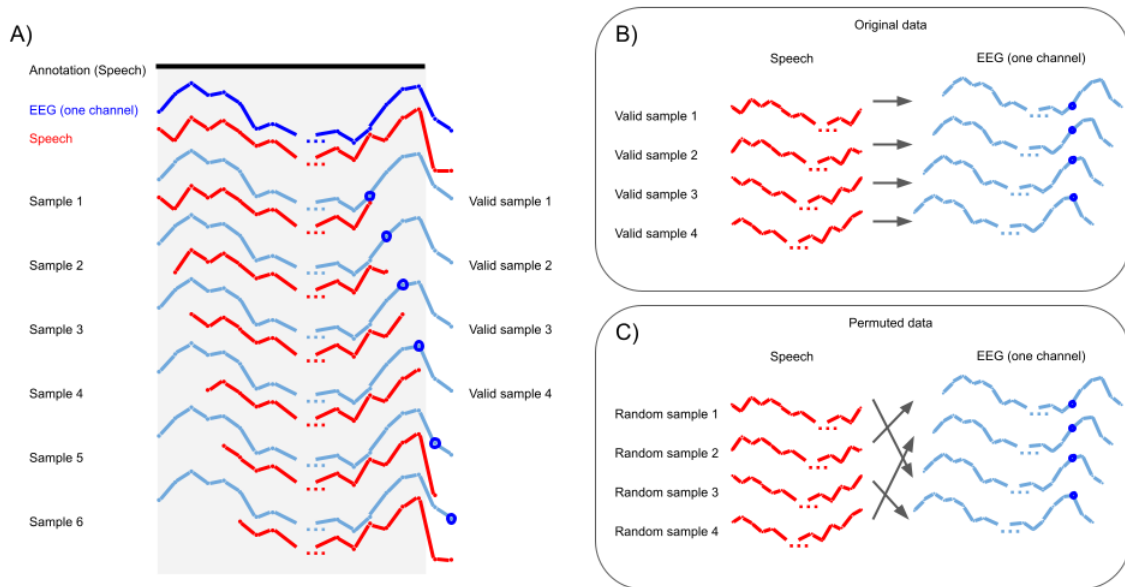 A)
Annotation (Speech)
EEG (one channel)
Speech
Sample 1
Valid sample 1
Sample 2
Valid sample 2
Sample 3
Valid sample 3
Sample 4
Valid sample 4
Sample 5
Sample 6
B)
Original data
Speech
EEG (one channel)
Valid sample 1
Valid sample 2
Valid sample 3
Valid sample 4
C)
Permuted data
Speech
EEG (one channel)
Random sample 1
Random sample 2
Random sample 3
Random sample 4